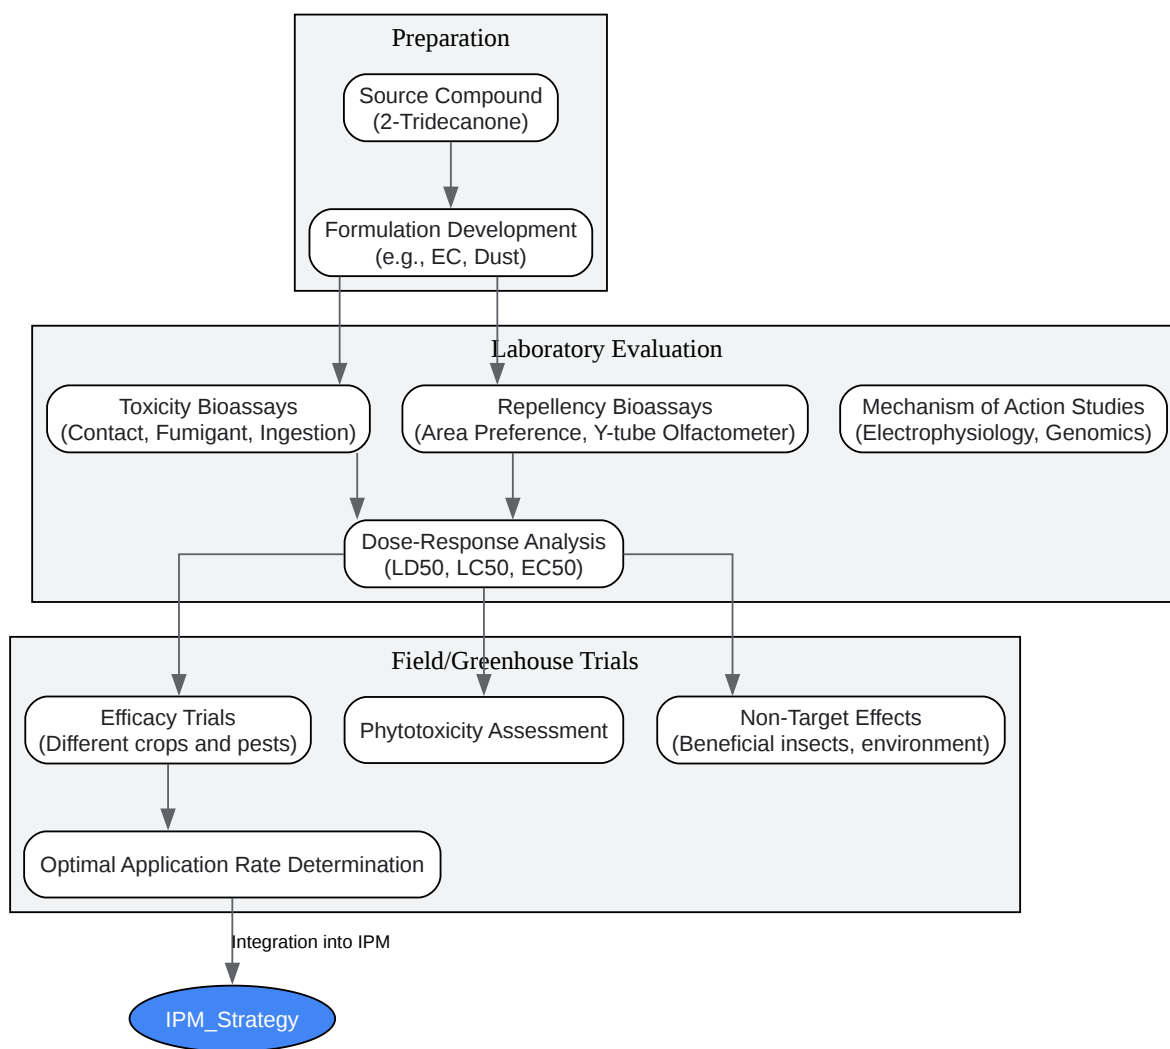 Preparation
Source Compound
(2-Tridecanone)
Formulation Development
(e.g., EC, Dust)
Laboratory Evaluation
Toxicity Bioassays
(Contact, Fumigant, Ingestion)
Repellency Bioassays
(Area Preference, Y-tube Olfactometer)
Mechanism of Action Studies
(Electrophysiology, Genomics)
Dose-Response Analysis
(LD50, LC50, EC50)
Field/Greenhouse Trials
Efficacy Trials
(Different crops and pests)
Phytotoxicity Assessment
Non-Target Effects
(Beneficial insects, environment)
Optimal Application Rate Determination
Integration into IPM
IPM_Strategy